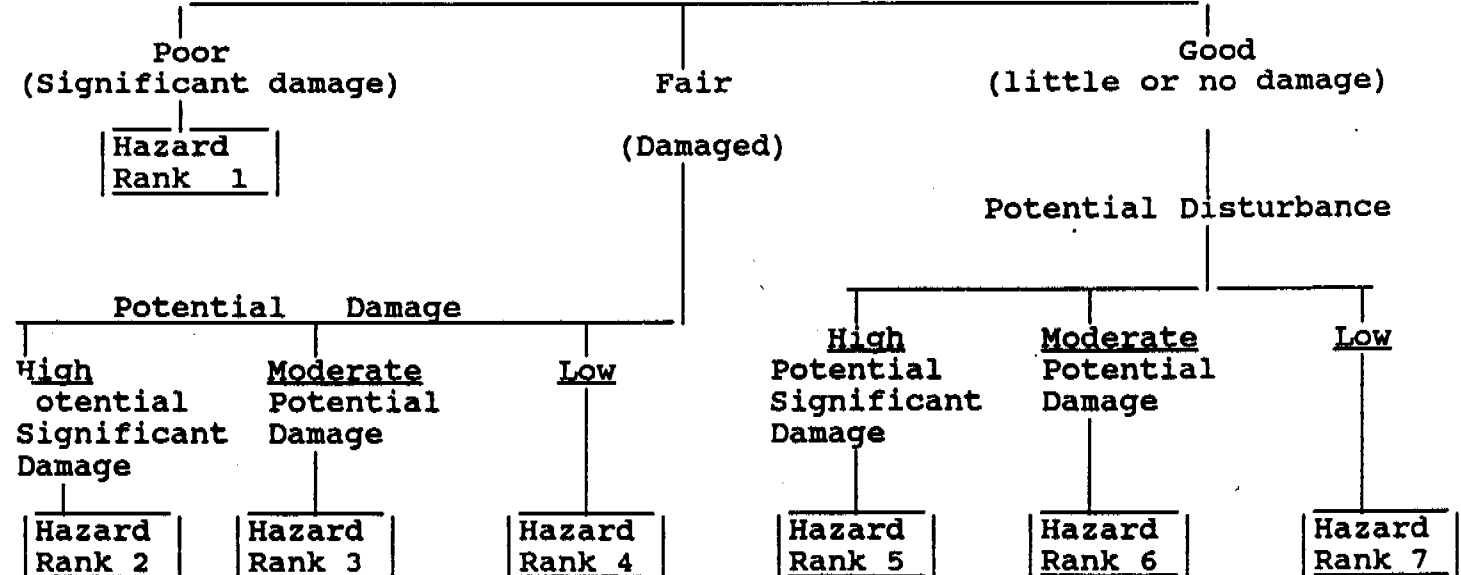 Poor
(Significant damage)
Hazard
Rank 1
Fair
(Damaged)
Good
(little or no damage)
Potential Disturbance
Potential Damage
High
otential
Significant
Damage
Hazard
Rank 2
Moderate
Potential
Damage
Hazard
Rank 3
Low
Hazard
Rank 4
High
Potential
Significant
Damage
Hazard
Rank 5
Moderate
Potential
Damage
Hazard
Rank 6
Low
Hazard
Rank 7